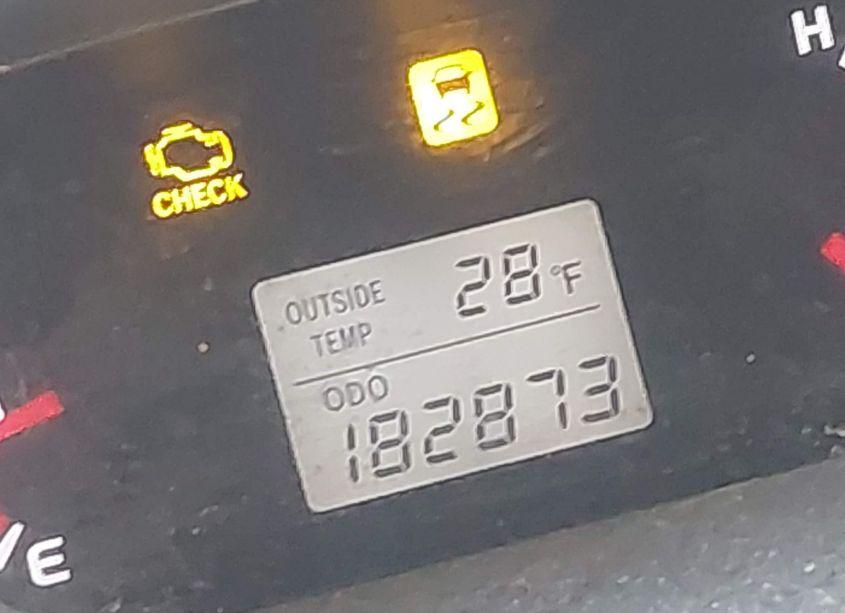 H
CHECK
OUTSIDE 28°F
TEMP
ODO
182873
E